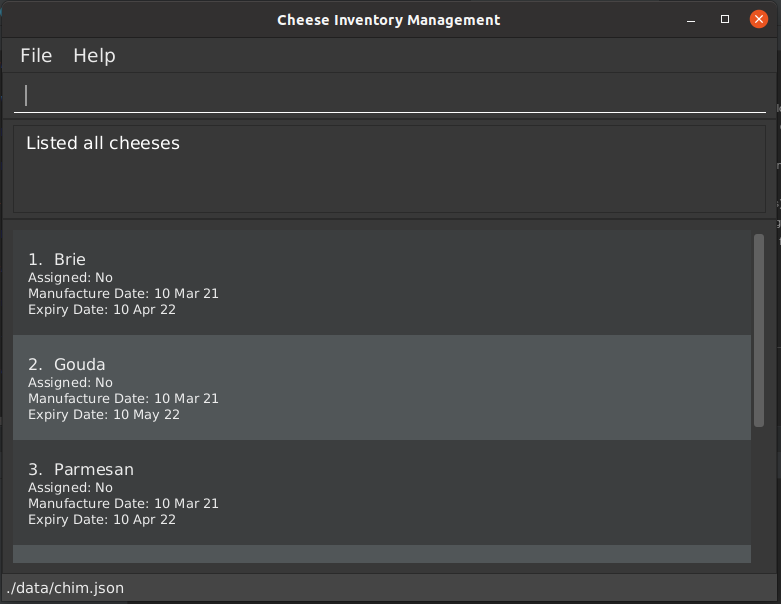 Cheese Inventory Management
File Help
Listed all cheeses
1. Brie
Assigned: No
Manufacture Date: 10 Mar 21
Expiry Date: 10 Apr 22
2. Gouda
Assigned: No
Manufacture Date: 10 Mar 21
Expiry Date: 10 May 22
3. Parmesan
Assigned: No
Manufacture Date: 10 Mar 21
Expiry Date: 10 Apr 22
./data/chim.json